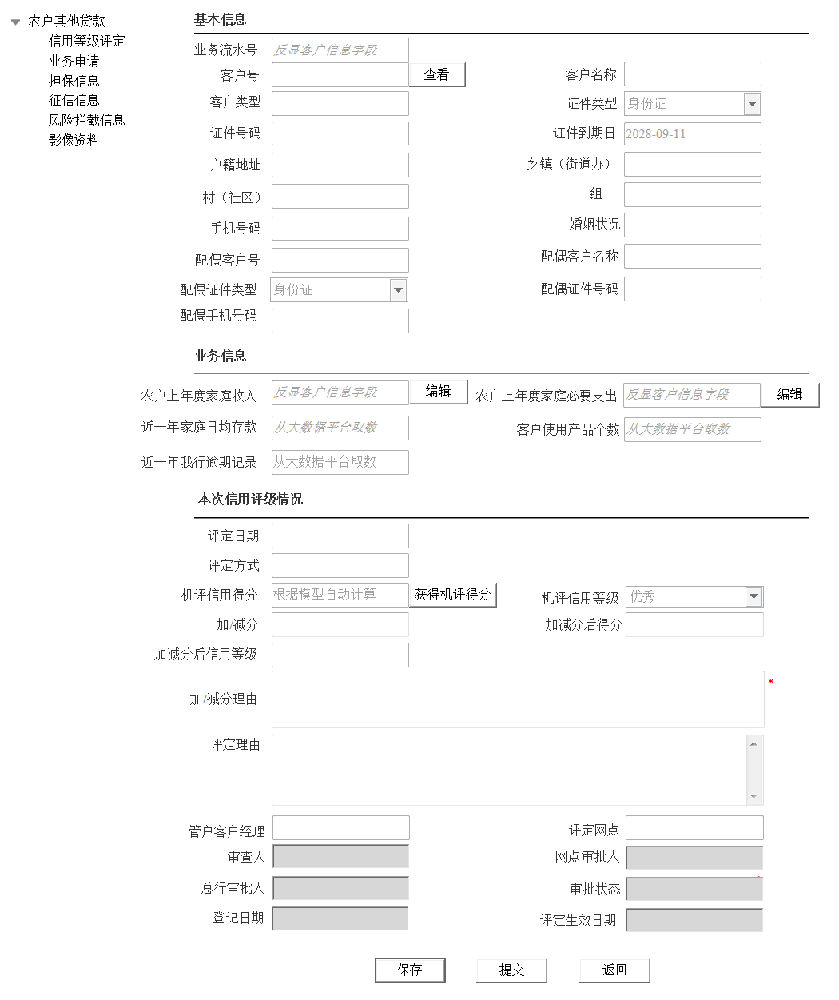 农户其他贷款
信用等级评定
业务申请
担保信息
征信信息
风险拦截信息
影像资料
基本信息
业务流水号 反显客户信息字段
客户号 查看 客户名称
客户类型 证件类型 身份证
证件号码 证件到期日 2028-09-11
户籍地址 乡镇（街道办）
村（社区） 组
手机号码 婚姻状况
配偶客户号 配偶客户名称
配偶证件类型 身份证 配偶证件号码
配偶手机号码
业务信息
农户上年度家庭收入 反显客户信息字段 编辑 农户上年度家庭必要支出 反显客户信息字段 编辑
近一年家庭日均存款 从大数据平台取数 客户使用产品个数 从大数据平台取数
近一年我行逾期记录 从大数据平台取数
本次信用评级情况
评定日期
评定方式
机评信用得分 根据模型自动计算 获得机评得分 机评信用等级 优秀
加/减分 加减分后得分
加减分后信用等级
加/减分理由 *
评定理由
管户客户经理 评定网点
审查人 网点审批人
总行审批人 审批状态
登记日期 评定生效日期
保存 提交 返回